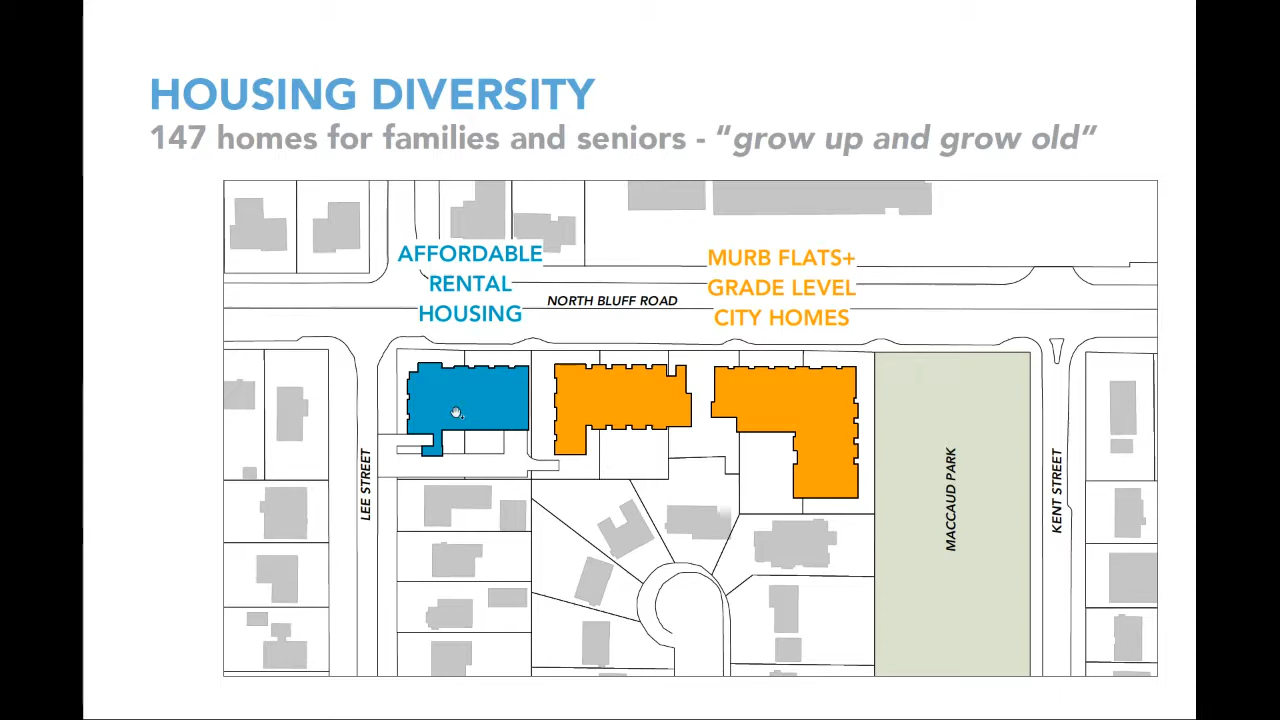 HOUSING DIVERSITY
147 homes for families and seniors - “grow up and grow old”
AFFORDABLE
RENTAL
HOUSING
MURB FLATS+
GRADE LEVEL
CITY HOMES
NORTH BLUFF ROAD
LEE STREET
MACCAUD PARK
KENT STREET